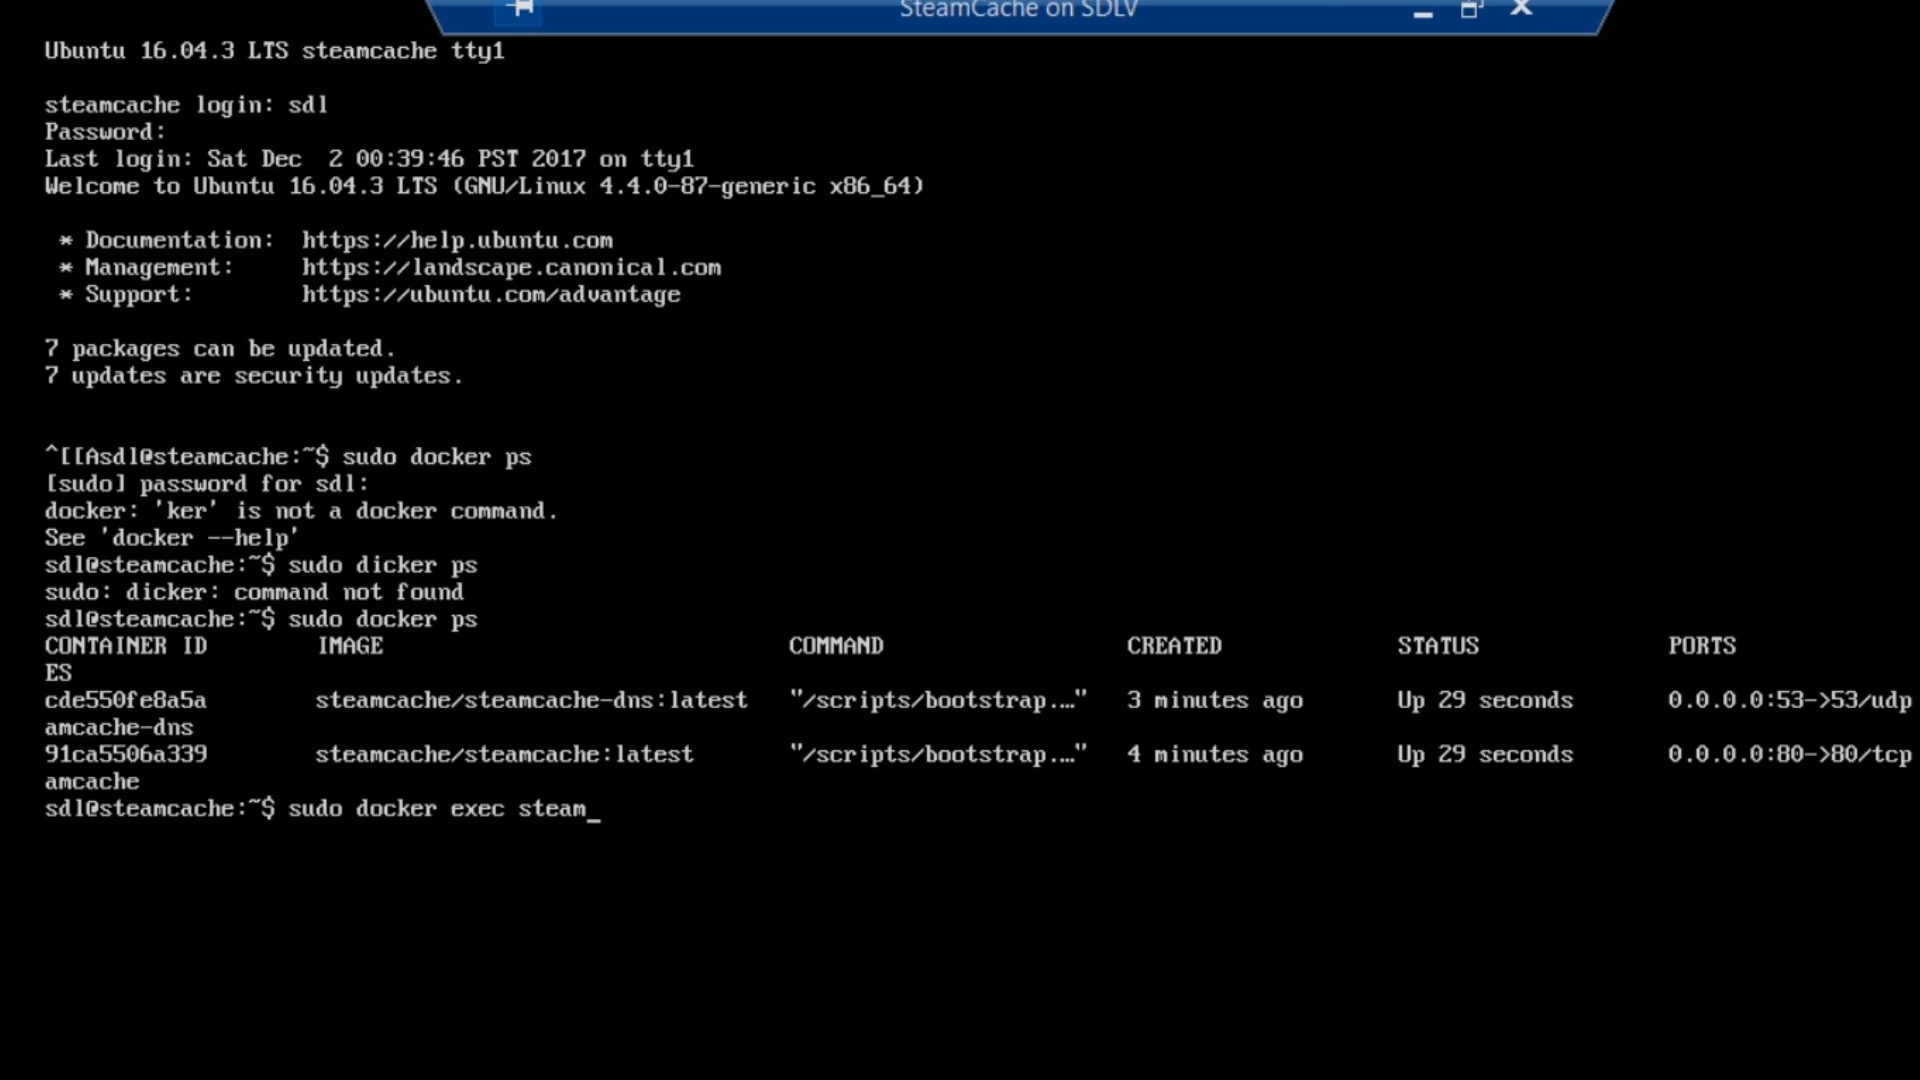 SteamCache on SDLV
Ubuntu 16.04.3 LTS steamcache tty1
steamcache login: sdl
Password:
Last login: Sat Dec  2 00:39:46 PST 2017 on tty1
Welcome to Ubuntu 16.04.3 LTS (GNU/Linux 4.4.0-87-generic x86_64)
* Documentation:  https://help.ubuntu.com
* Management:     https://landscape.canonical.com
* Support:        https://ubuntu.com/advantage
7 packages can be updated.
7 updates are security updates.
^[[Asdl@steamcache:~$ sudo docker ps
[sudo] password for sdl:
docker: 'ker' is not a docker command.
See 'docker --help'
sdl@steamcache:~$ sudo dicker ps
sudo: dicker: command not found
sdl@steamcache:~$ sudo docker ps
CONTAINER ID        IMAGE                              COMMAND                  CREATED             STATUS              PORTS
ES
cde550fe8a5a        steamcache/steamcache-dns:latest   "/scripts/bootstrap.…"   3 minutes ago       Up 29 seconds       0.0.0.0:53->53/udp
amcache-dns
91ca5506a339        steamcache/steamcache:latest       "/scripts/bootstrap.…"   4 minutes ago       Up 29 seconds       0.0.0.0:80->80/tcp
amcache
sdl@steamcache:~$ sudo docker exec steam_